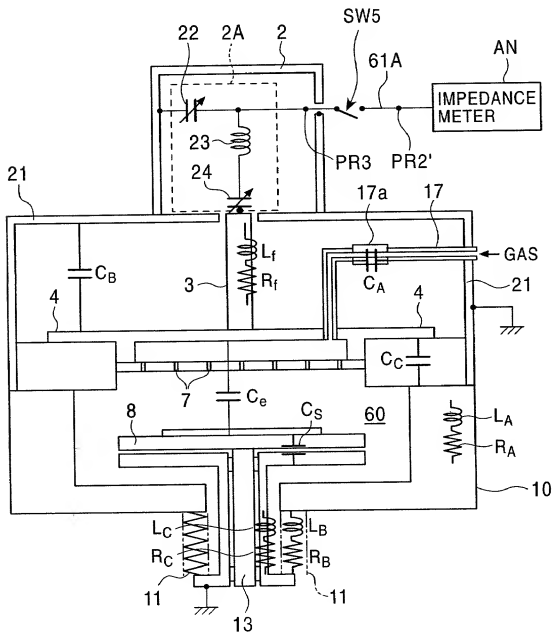 SW5
2A
2
22
61A
AN
IMPEDANCE
METER
23
PR3
PR2'
24
21
17a
17
GAS
Lf
Rf
CB
3
CA
21
4
4
CC
7
Ce
8
CS
60
LA
RA
10
LC
LB
RC
RB
11
13
11